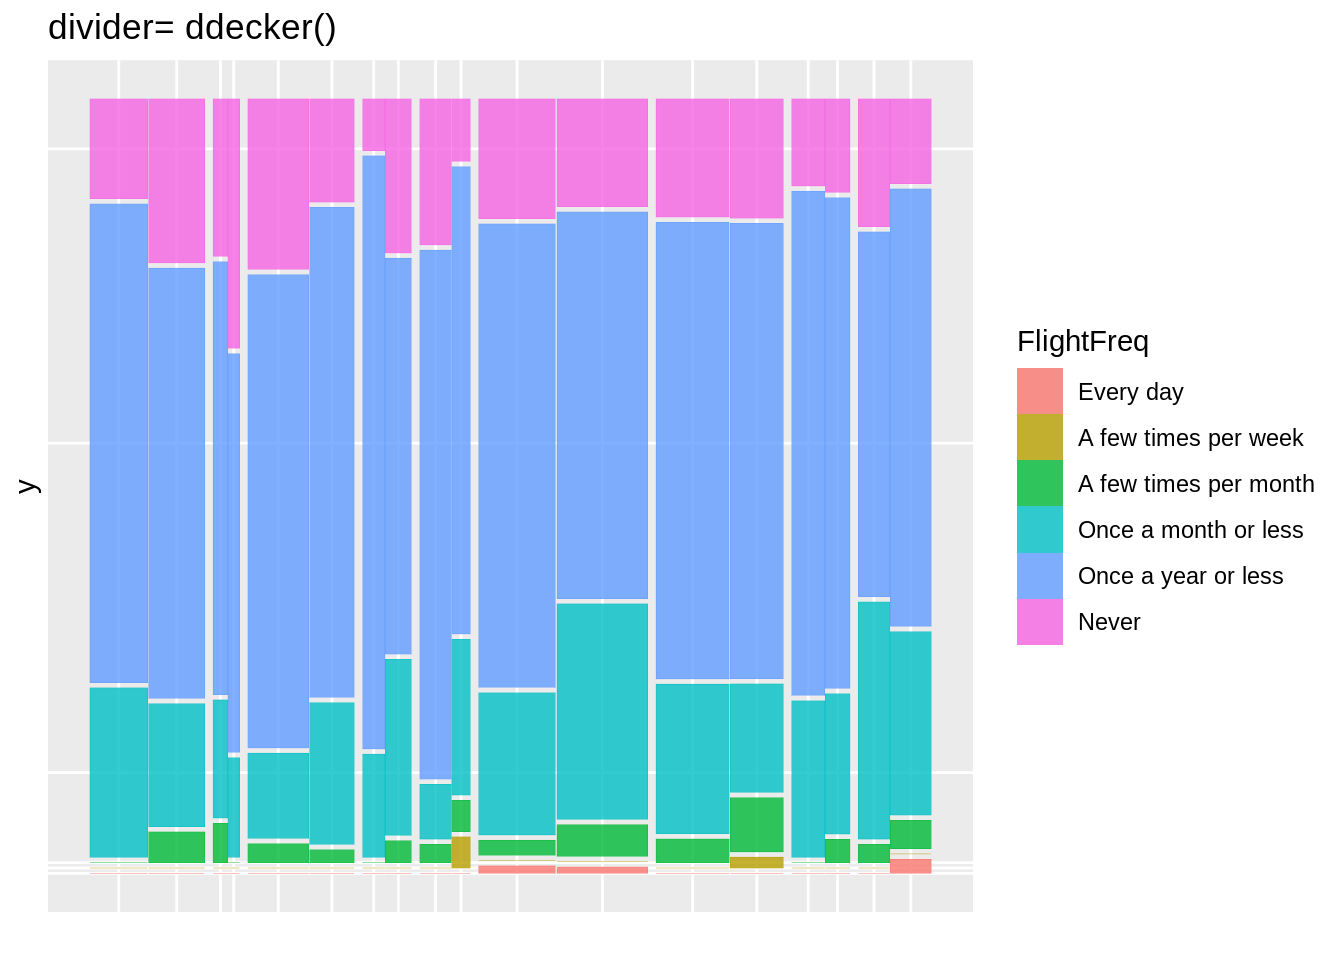 divider= ddecker()
y
FlightFreq
Every day
A few times per week
A few times per month
Once a month or less
Once a year or less
Never